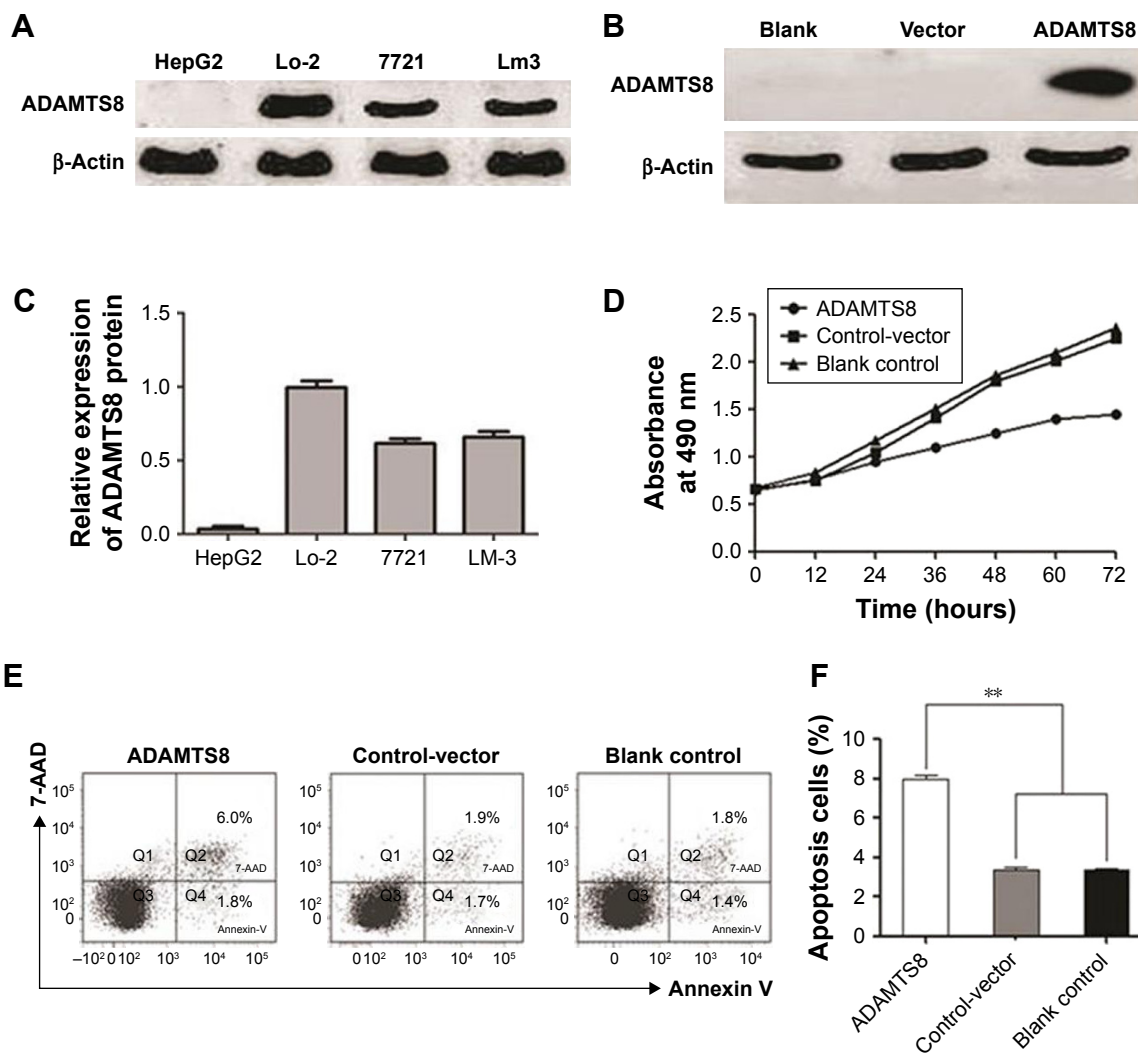 A
HepG2 Lo-2 7721 Lm3
ADAMTS8
β-Actin
B
Blank Vector ADAMTS8
ADAMTS8
β-Actin
C
Relative expression
of ADAMTS8 protein
1.5
1.0
0.5
0.0
HepG2 Lo-2 7721 LM-3
D
ADAMTS8
Control-vector
Blank control
Absorbance
at 490 nm
2.5
2.0
1.5
1.0
0.5
0.0
0 12 24 36 48 60 72
Time (hours)
E
7-AAD
ADAMTS8
10⁵
10⁴
10³
10²
0
6.0%
Q1 Q2
7-AAD
Q3 Q4
1.8%
Annexin-V
–10² 0 10² 10³ 10⁴ 10⁵
Control-vector
10⁵
10⁴
10³
10²
0
1.9%
Q1 Q2
7-AAD
Q3 Q4
1.7%
Annexin-V
0 10² 10³ 10⁴ 10⁵
Blank control
10⁵
10⁴
10³
10²
0
1.8%
Q1 Q2
7-AAD
Q3 Q4
1.4%
Annexin-V
0 10² 10³ 10⁴
Annexin V
F
**
Apoptosis cells (%)
10
8
6
4
2
0
ADAMTS8
Control-vector
Blank control